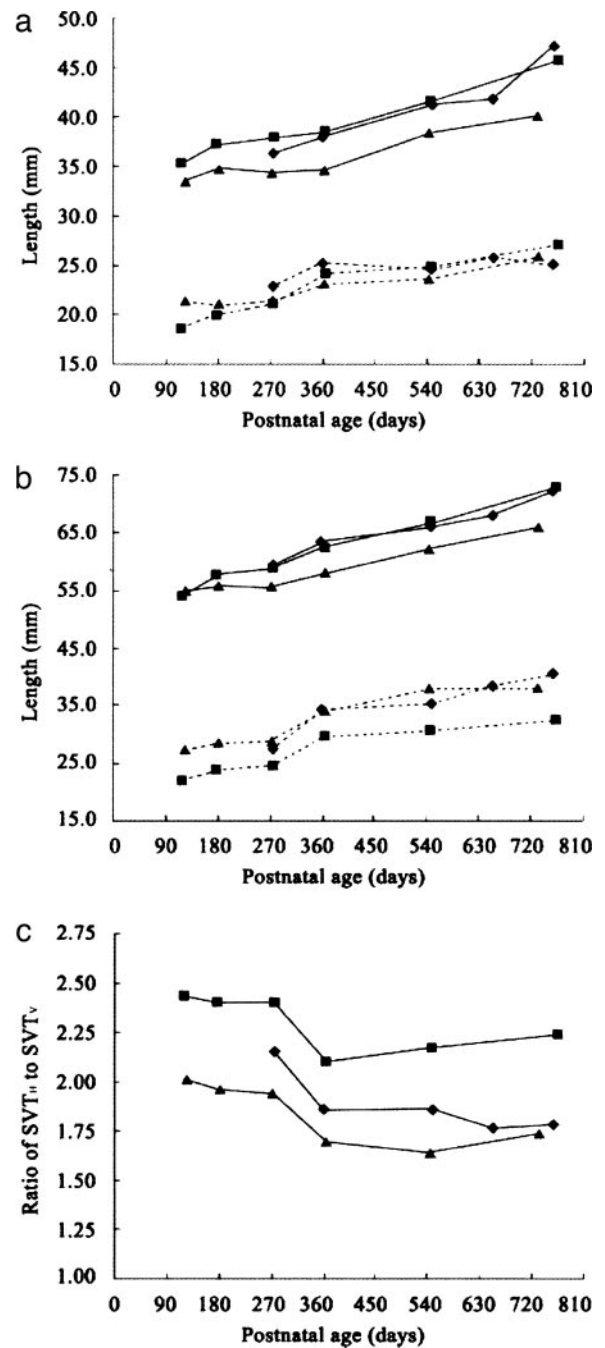 a
50.0
45.0
40.0
35.0
30.0
25.0
20.0
15.0
Length (mm)
0 90 180 270 360 450 540 630 720 810
Postnatal age (days)
b
75.0
65.0
55.0
45.0
35.0
25.0
15.0
Length (mm)
0 90 180 270 360 450 540 630 720 810
Postnatal age (days)
c
2.75
2.50
2.25
2.00
1.75
1.50
1.25
1.00
Ratio of SVTH to SVTV
0 90 180 270 360 450 540 630 720 810
Postnatal age (days)